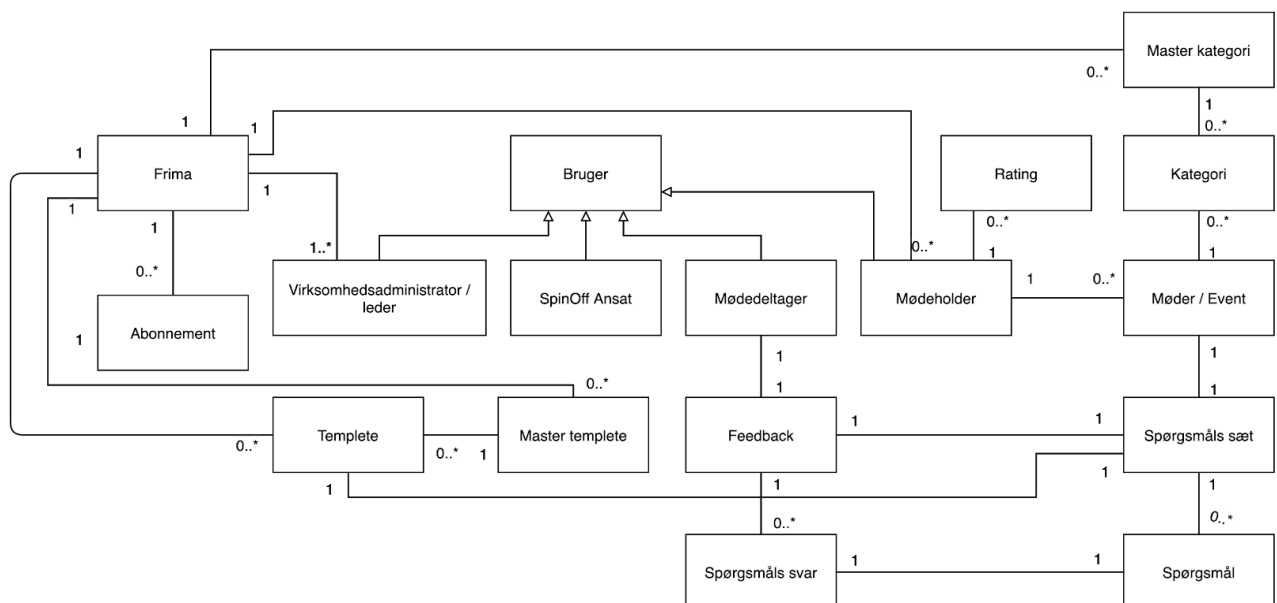 Master kategori
0..*
1
1
1
0..*
1
Frima
Bruger
Rating
Kategori
1
1
1
0..*
0..*
1
1..*
0..*
1
1
0..*
1
0..*
Virksomhedsadministrator /
leder
SpinOff Ansat
Mødedeltager
Mødeholder
Møder / Event
Abonnement
1
1
1
0..*
1
1
Templete
Master templete
Feedback
1
1
Spørgsmåls sæt
0..*
0..*
1
1
1
1
1
0..*
0..*
Spørgsmåls svar
1
1
Spørgsmål